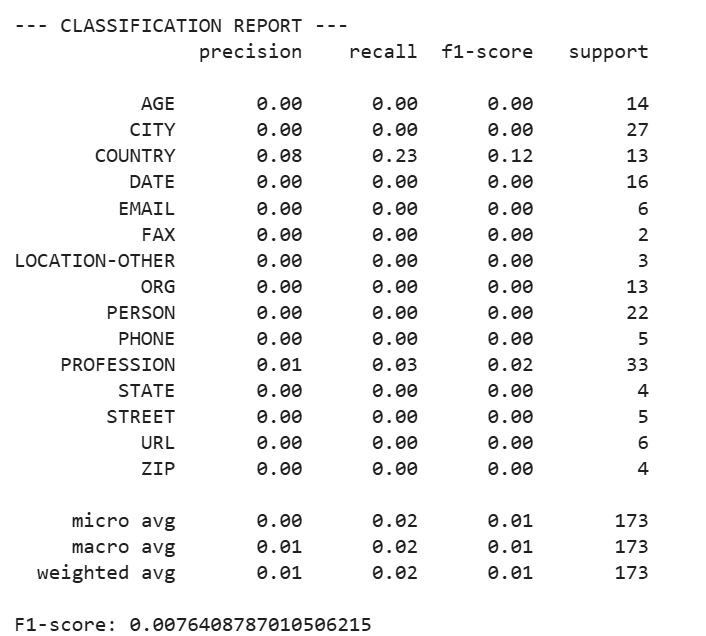 --- CLASSIFICATION REPORT ---
precision recall f1-score support
AGE 0.00 0.00 0.00 14
CITY 0.00 0.00 0.00 27
COUNTRY 0.08 0.23 0.12 13
DATE 0.00 0.00 0.00 16
EMAIL 0.00 0.00 0.00 6
FAX 0.00 0.00 0.00 2
LOCATION-OTHER 0.00 0.00 0.00 3
ORG 0.00 0.00 0.00 13
PERSON 0.00 0.00 0.00 22
PHONE 0.00 0.00 0.00 5
PROFESSION 0.01 0.03 0.02 33
STATE 0.00 0.00 0.00 4
STREET 0.00 0.00 0.00 5
URL 0.00 0.00 0.00 6
ZIP 0.00 0.00 0.00 4
micro avg 0.00 0.02 0.01 173
macro avg 0.01 0.02 0.01 173
weighted avg 0.01 0.02 0.01 173
F1-score: 0.0076408787010506215